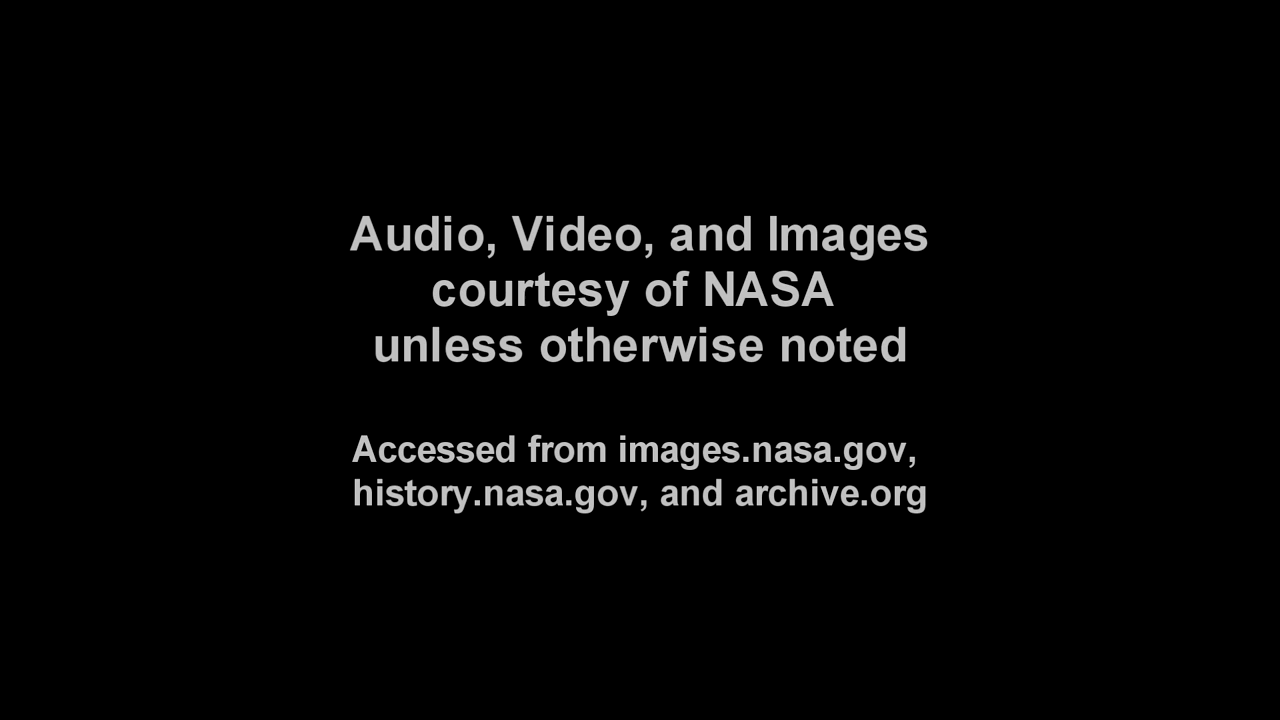 Audio, Video, and Images
courtesy of NASA
unless otherwise noted
Accessed from images.nasa.gov,
history.nasa.gov, and archive.org